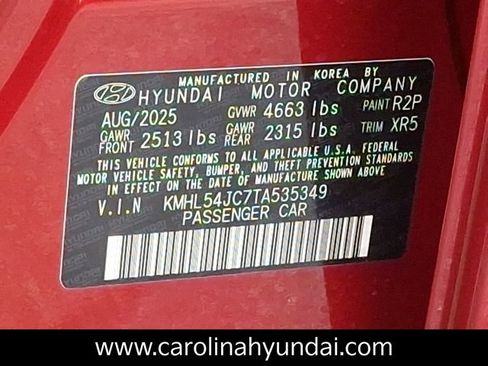 MANUFACTURED IN KOREA BY
HYUNDAI MOTOR COMPANY
AUG/2025 GVWR 4663 lbs PAINT R2P
GAWR FRONT 2513 lbs GAWR REAR 2315 lbs TRIM XR5
THIS VEHICLE CONFORMS TO ALL APPLICABLE U.S.A. FEDERAL
MOTOR VEHICLE SAFETY, BUMPER, AND THEFT PREVENTION STANDARDS
IN EFFECT ON THE DATE OF MANUFACTURE SHOWN ABOVE.
V.I.N KMHL54JC7TA535349
PASSENGER CAR
www.carolinahyundai.com